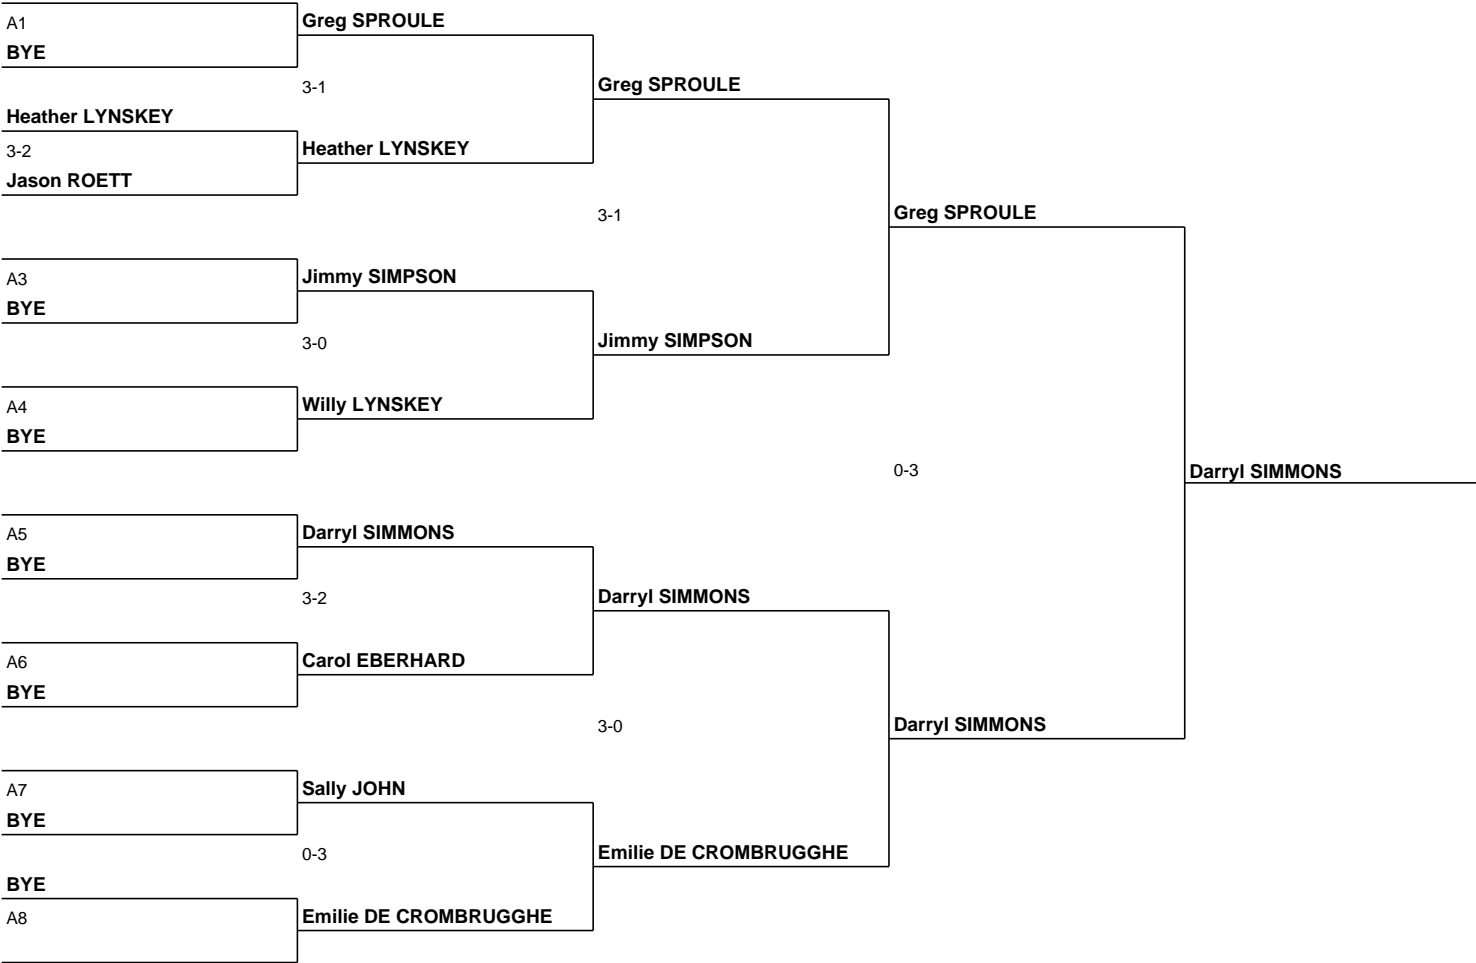 A1
BYE
Greg SPROULE
3-1
Heather LYNSKEY
3-2
Jason ROETT
Heather LYNSKEY
Greg SPROULE
3-1
A3
BYE
Jimmy SIMPSON
3-0
A4
BYE
Willy LYNSKEY
Jimmy SIMPSON
Greg SPROULE
0-3
Darryl SIMMONS
A5
BYE
Darryl SIMMONS
3-2
A6
BYE
Carol EBERHARD
Darryl SIMMONS
3-0
Darryl SIMMONS
A7
BYE
Sally JOHN
0-3
BYE
A8
Emilie DE CROMBRUGGHE
Emilie DE CROMBRUGGHE